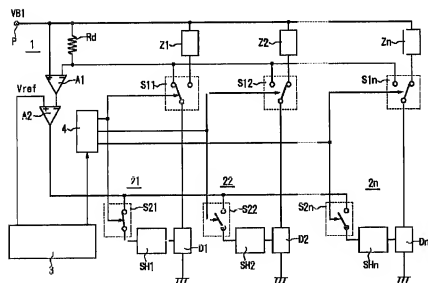 VB1
P
1
Rd
Z1
Z2
Zn
A1
S11
S12
S1n
Vref
A2
4
21
22
2n
S21
S22
S2n
3
SH1
D1
SH2
D2
SHn
Dn